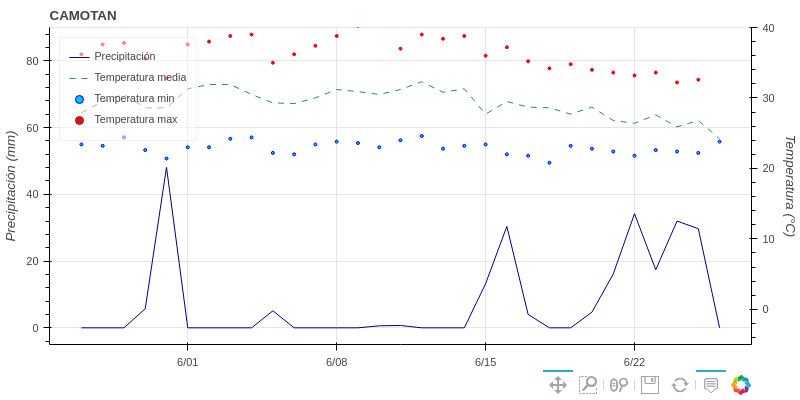 CAMOTAN
Precipitación
Temperatura media
Temperatura min
Temperatura max
Precipitación (mm)
80
60
40
20
0
Temperatura (°C)
40
30
20
10
0
6/01
6/08
6/15
6/22